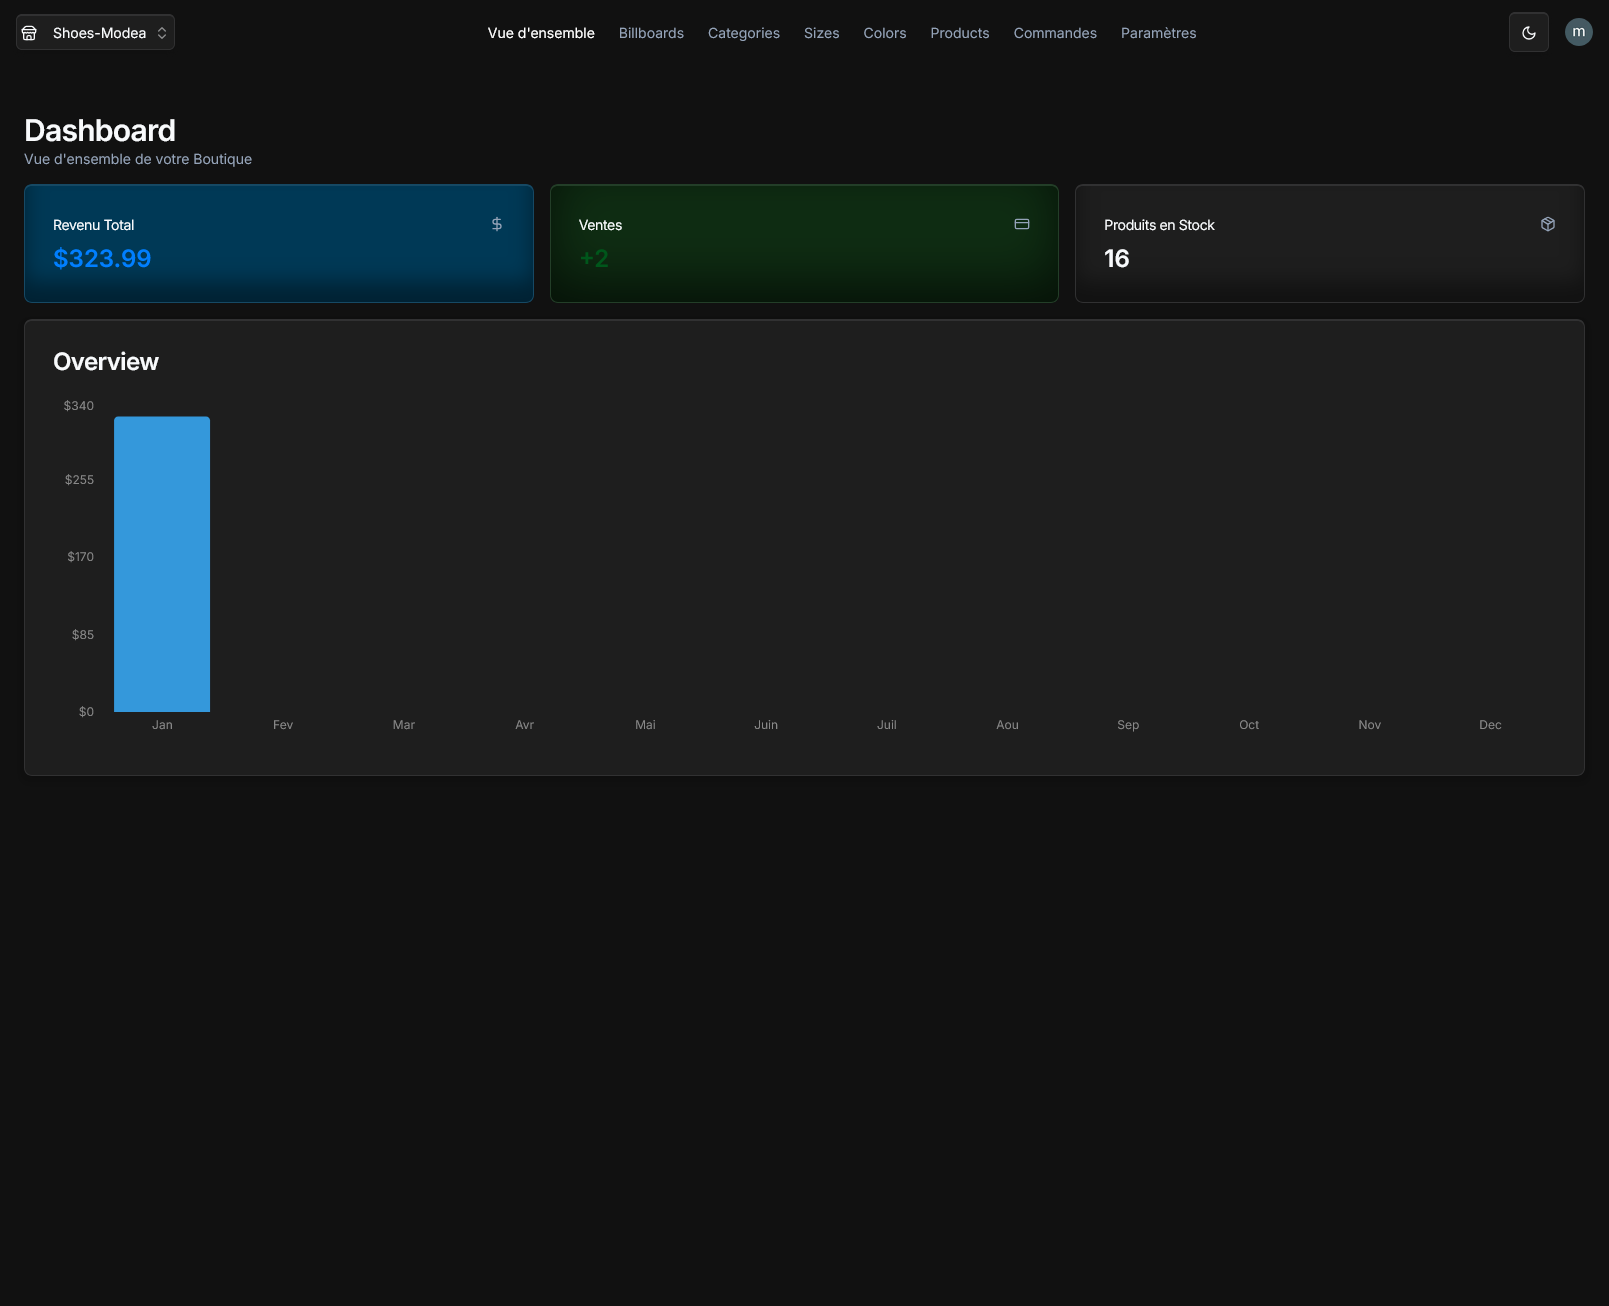 Shoes-Modea
Vue d'ensemble Billboards Categories Sizes Colors Products Commandes Paramètres
m
Dashboard
Vue d'ensemble de votre Boutique
Revenu Total
$323.99
Ventes
+2
Produits en Stock
16
Overview
$340
$255
$170
$85
$0
Jan Fev Mar Avr Mai Juin Juil Aou Sep Oct Nov Dec